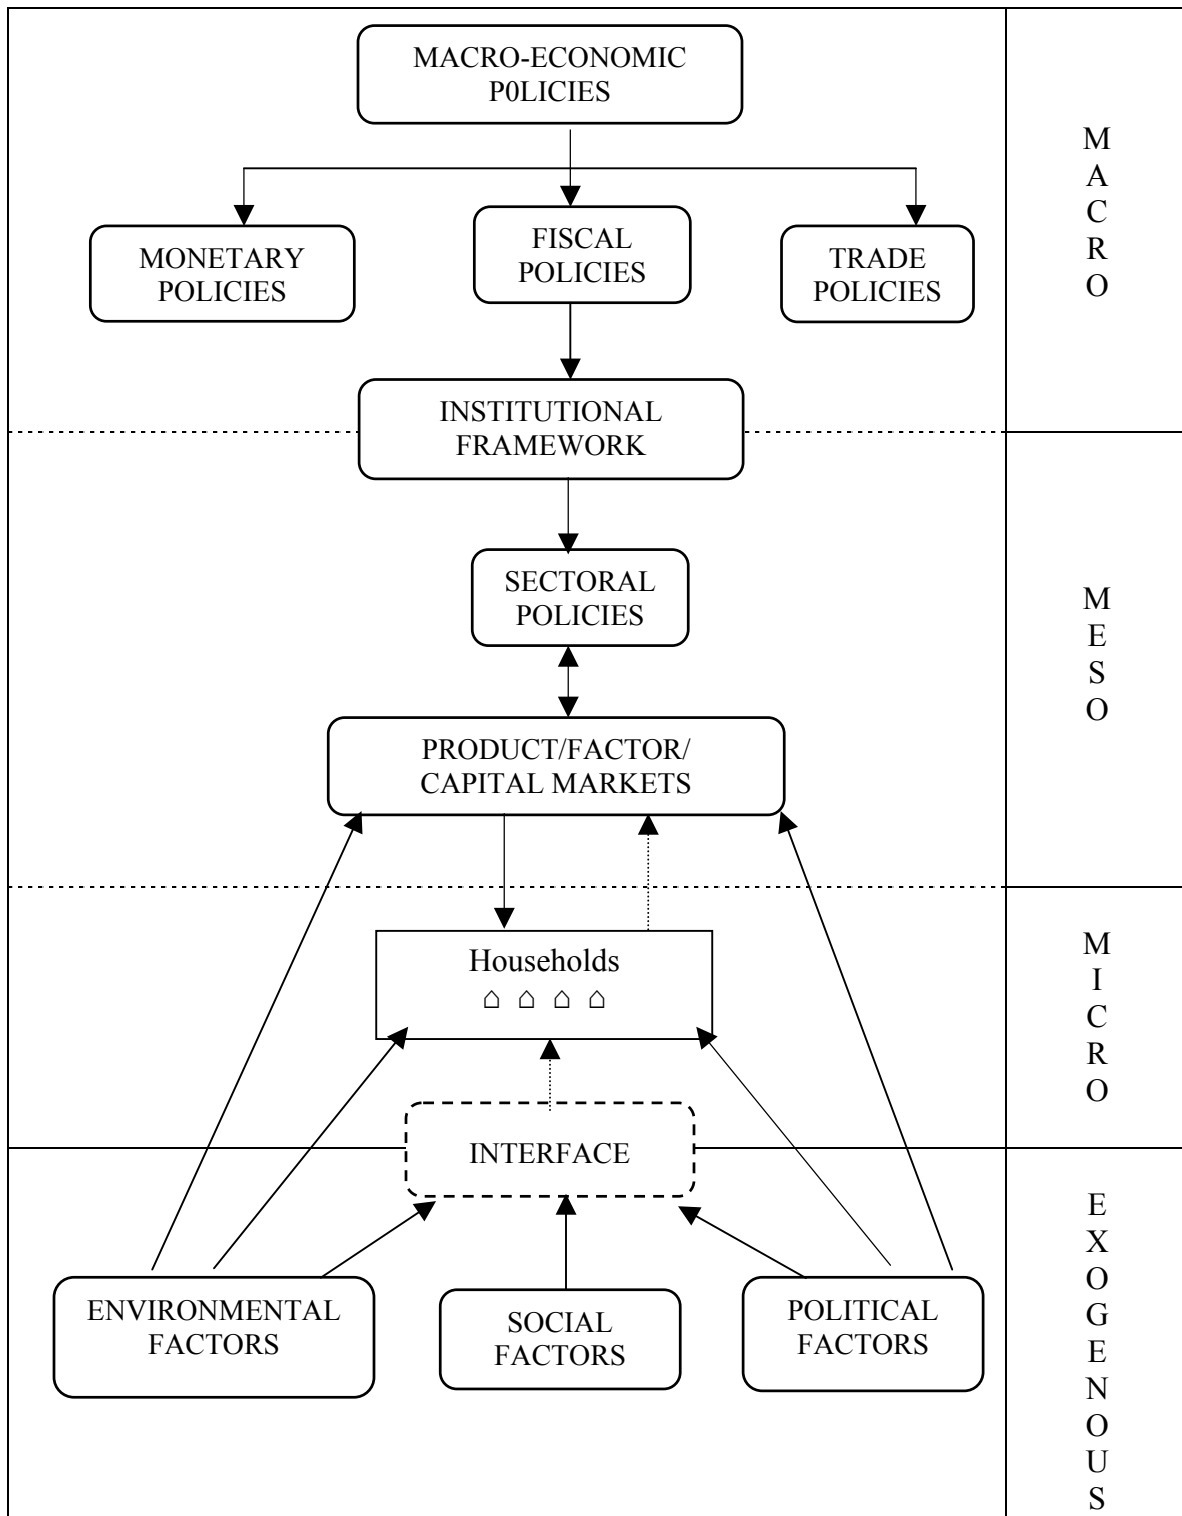 MACRO-ECONOMIC
P0LICIES
MONETARY
POLICIES
FISCAL
POLICIES
TRADE
POLICIES
INSTITUTIONAL
FRAMEWORK
SECTORAL
POLICIES
PRODUCT/FACTOR/
CAPITAL MARKETS
Households
INTERFACE
ENVIRONMENTAL
FACTORS
SOCIAL
FACTORS
POLITICAL
FACTORS
M
A
C
R
O
M
E
S
O
M
I
C
R
O
E
X
O
G
E
N
O
U
S